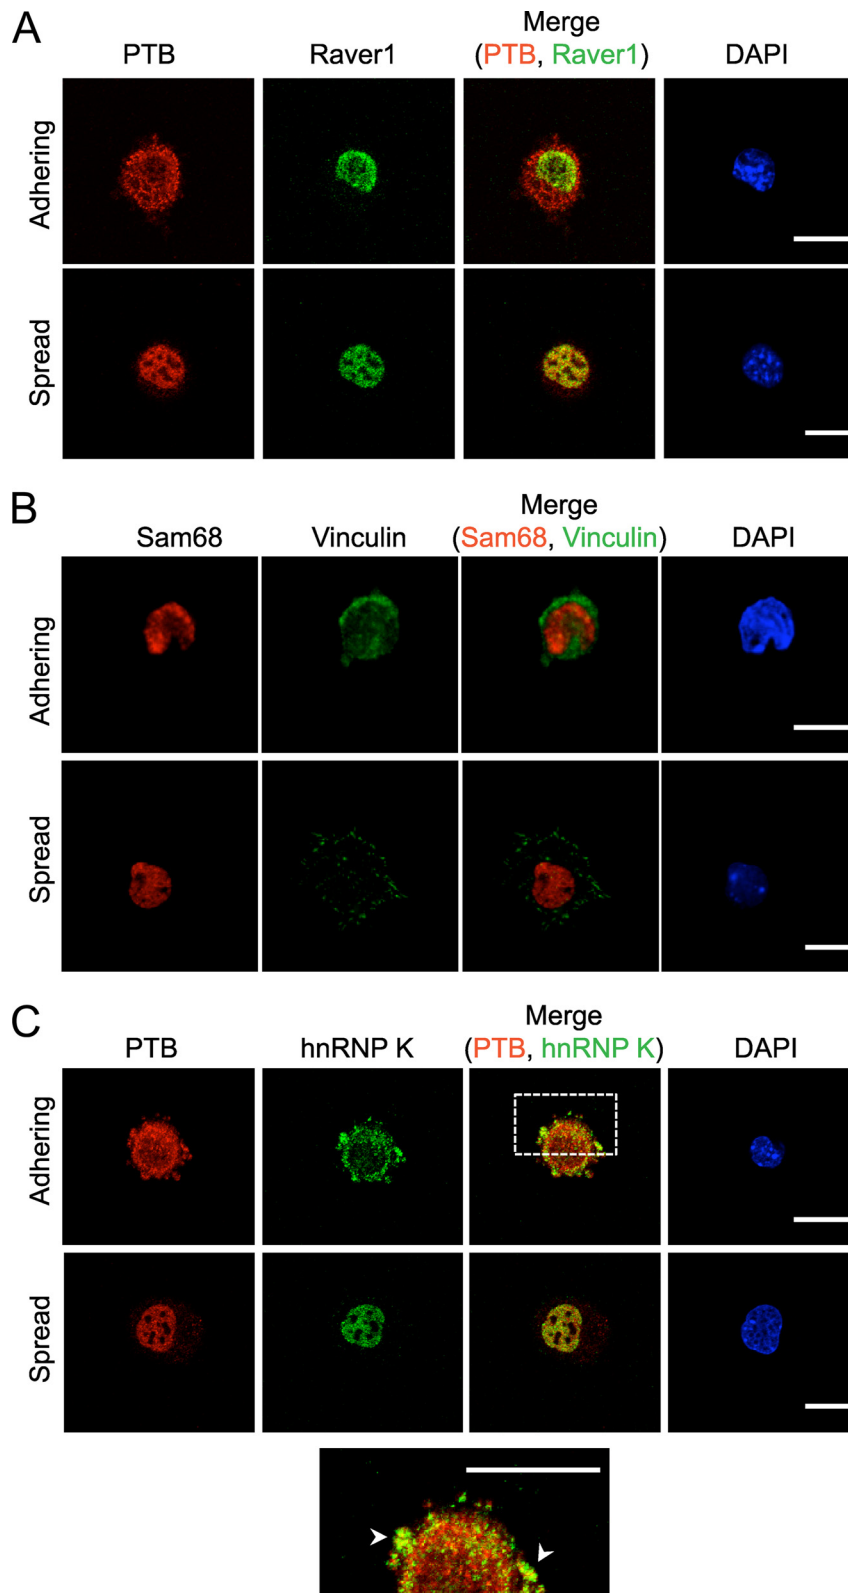 A
Merge
PTB Raver1 (PTB, Raver1) DAPI
Adhering
Spread
B
Merge
Sam68 Vinculin (Sam68, Vinculin) DAPI
Adhering
Spread
C
Merge
PTB hnRNP K (PTB, hnRNP K) DAPI
Adhering
Spread